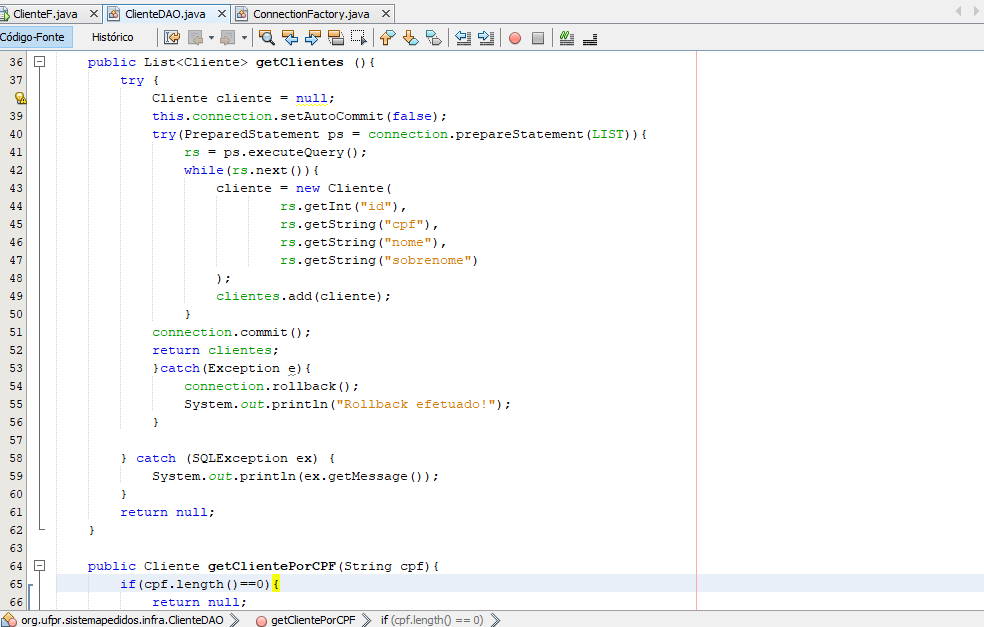 ClienteF.java
ClienteDAO.java
ConnectionFactory.java
Código-Fonte Histórico
36 public List<Cliente> getClientes (){
37 try {
Cliente cliente = null;
39 this.connection.setAutoCommit(false);
40 try(PreparedStatement ps = connection.prepareStatement(LIST)){
41 rs = ps.executeQuery();
42 while(rs.next()){
43 cliente = new Cliente(
44 rs.getInt("id"),
45 rs.getString("cpf"),
46 rs.getString("nome"),
47 rs.getString("sobrenome")
48 );
49 clientes.add(cliente);
50 }
51 connection.commit();
52 return clientes;
53 }catch(Exception e){
54 connection.rollback();
55 System.out.println("Rollback efetuado!");
56 }
57
58 } catch (SQLException ex) {
59 System.out.println(ex.getMessage());
60 }
61 return null;
62 }
63
64 public Cliente getClientePorCPF(String cpf){
65 if(cpf.length()==0){
66 return null;
org.ufpr.sistemapedidos.infra.ClienteDAO getClientePorCPF if (cpf.length() == 0)